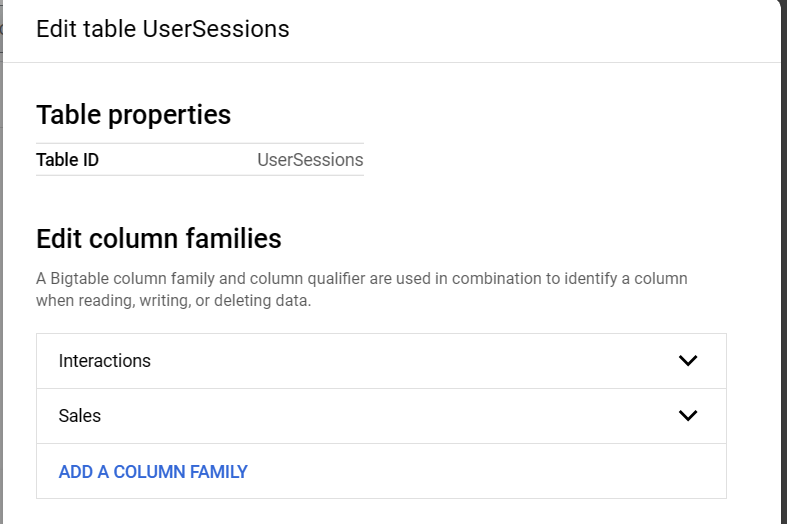 Edit table UserSessions
Table properties
Table ID UserSessions
Edit column families
A Bigtable column family and column qualifier are used in combination to identify a column
when reading, writing, or deleting data.
Interactions
Sales
ADD A COLUMN FAMILY